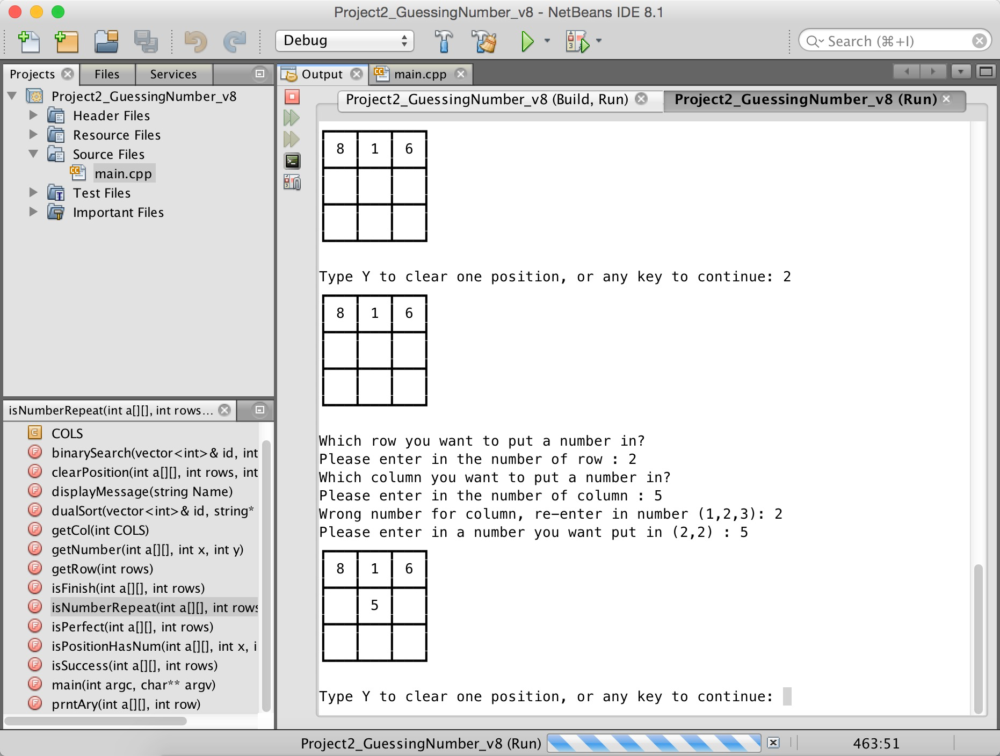 Project2_GuessingNumber_v8 - NetBeans IDE 8.1
Debug
Search (⌘+I)
Projects
Files
Services
Output
main.cpp
Project2_GuessingNumber_v8
Header Files
Resource Files
Source Files
main.cpp
Test Files
Important Files
isNumberRepeat(int a[][], int rows...
COLS
binarySearch(vector<int>& id, int
clearPosition(int a[][], int rows, int
displayMessage(string Name)
dualSort(vector<int>& id, string*
getCol(int COLS)
getNumber(int a[][], int x, int y)
getRow(int rows)
isFinish(int a[][], int rows)
isNumberRepeat(int a[][], int rows
isPerfect(int a[][], int rows)
isPositionHasNum(int a[][], int x, i
isSuccess(int a[][], int rows)
main(int argc, char** argv)
prntAry(int a[][], int row)
Project2_GuessingNumber_v8 (Build, Run)
Project2_GuessingNumber_v8 (Run)
8 1 6
Type Y to clear one position, or any key to continue: 2
8 1 6
Which row you want to put a number in?
Please enter in the number of row : 2
Which column you want to put a number in?
Please enter in the number of column : 5
Wrong number for column, re-enter in number (1,2,3): 2
Please enter in a number you want put in (2,2) : 5
8 1 6
5
Type Y to clear one position, or any key to continue:
Project2_GuessingNumber_v8 (Run)
463:51